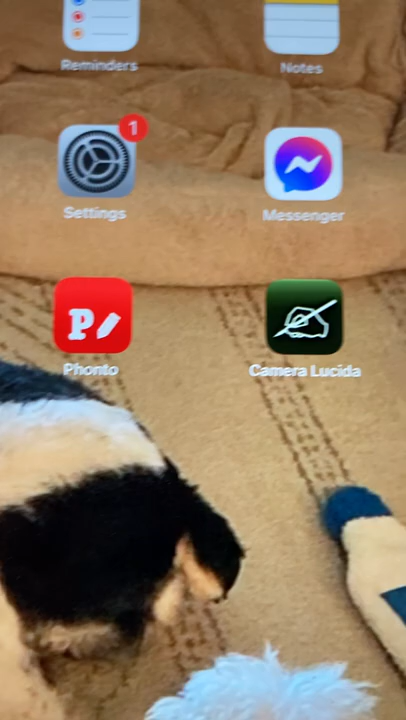 Reminders
Notes
1
Settings
Messenger
P
Phonto
Camera Lucida